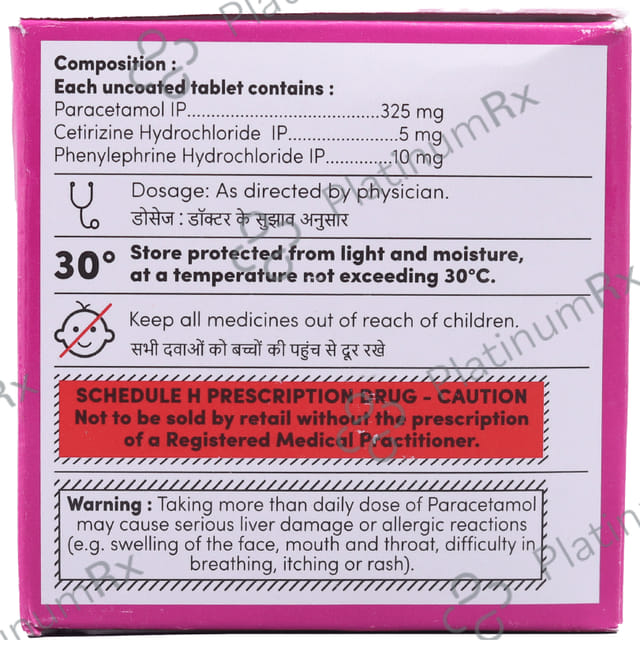 Composition :
Each uncoated tablet contains :
Paracetamol IP....................................325 mg
Cetirizine Hydrochloride IP.....................5 mg
Phenylephrine Hydrochloride IP.............10 mg
Dosage: As directed by physician.
डोसेज : डॉक्टर के सुझाव अनुसार
30° Store protected from light and moisture,
at a temperature not exceeding 30°C.
Keep all medicines out of reach of children.
सभी दवाओं को बच्चों की पहुंच से दूर रखे
SCHEDULE H PRESCRIPTION DRUG - CAUTION
Not to be sold by retail without the prescription
of a Registered Medical Practitioner.
Warning : Taking more than daily dose of Paracetamol
may cause serious liver damage or allergic reactions
(e.g. swelling of the face, mouth and throat, difficulty in
breathing, itching or rash).
PlatinumRx
PlatinumRx
PlatinumRx
PlatinumRx
PlatinumRx